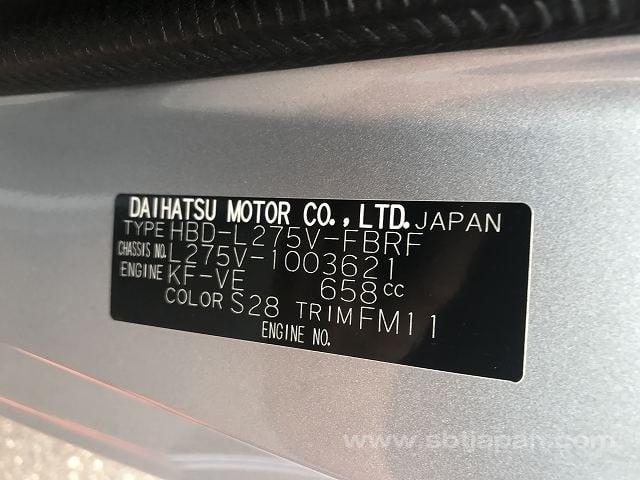 DAIHATSU MOTOR CO., LTD. JAPAN
TYPE HBD-L275V-FBRF
CHASSIS NO. L275V-1003621
ENGINE KF-VE 658cc
COLOR S28 TRIM FM11
ENGINE NO.
www.sbtjapan.com